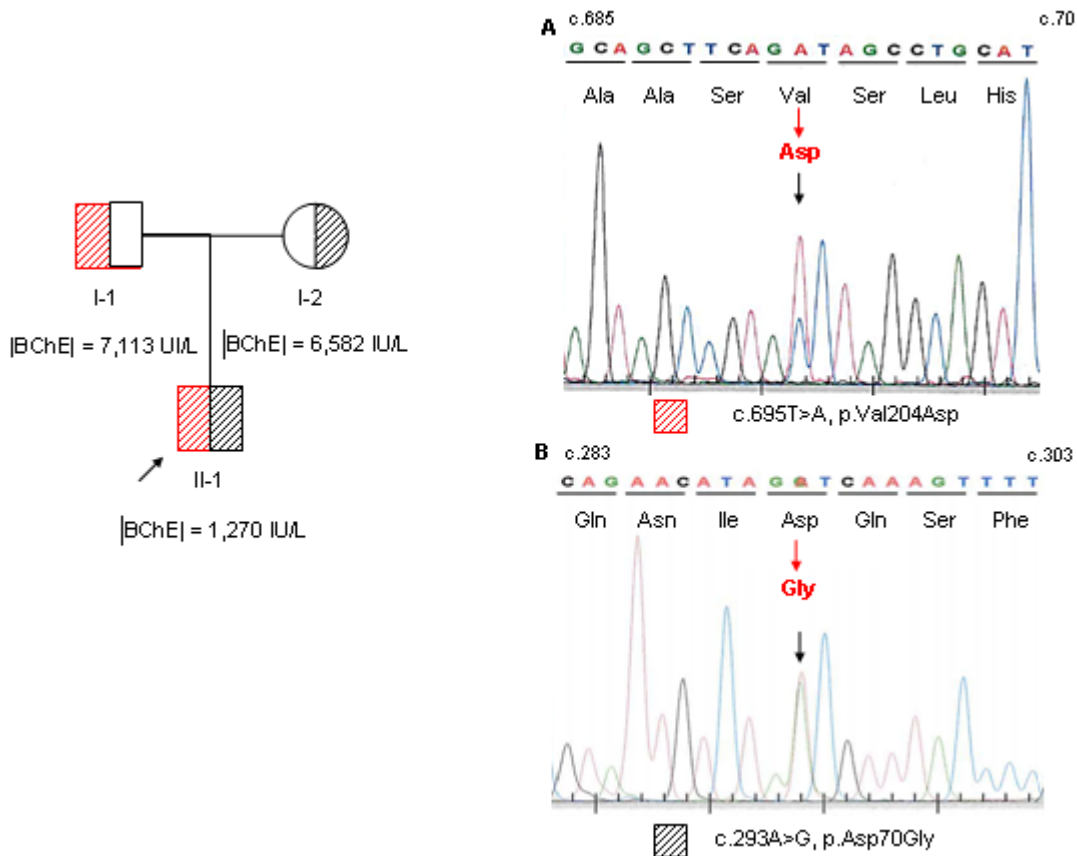 I-1
I-2
|BChE| = 7,113 UI/L
|BChE| = 6,582 IU/L
II-1
|BChE| = 1,270 IU/L
A
c.685
c.70
G C A G C T T C A G A T A G C C T G C A T
Ala Ala Ser Val Ser Leu His
Asp
c.695T>A, p.Val204Asp
B
c.283
c.303
C A G A A C A T A G G T C A A A G T T T T
Gln Asn Ile Asp Gln Ser Phe
Gly
c.293A>G, p.Asp70Gly